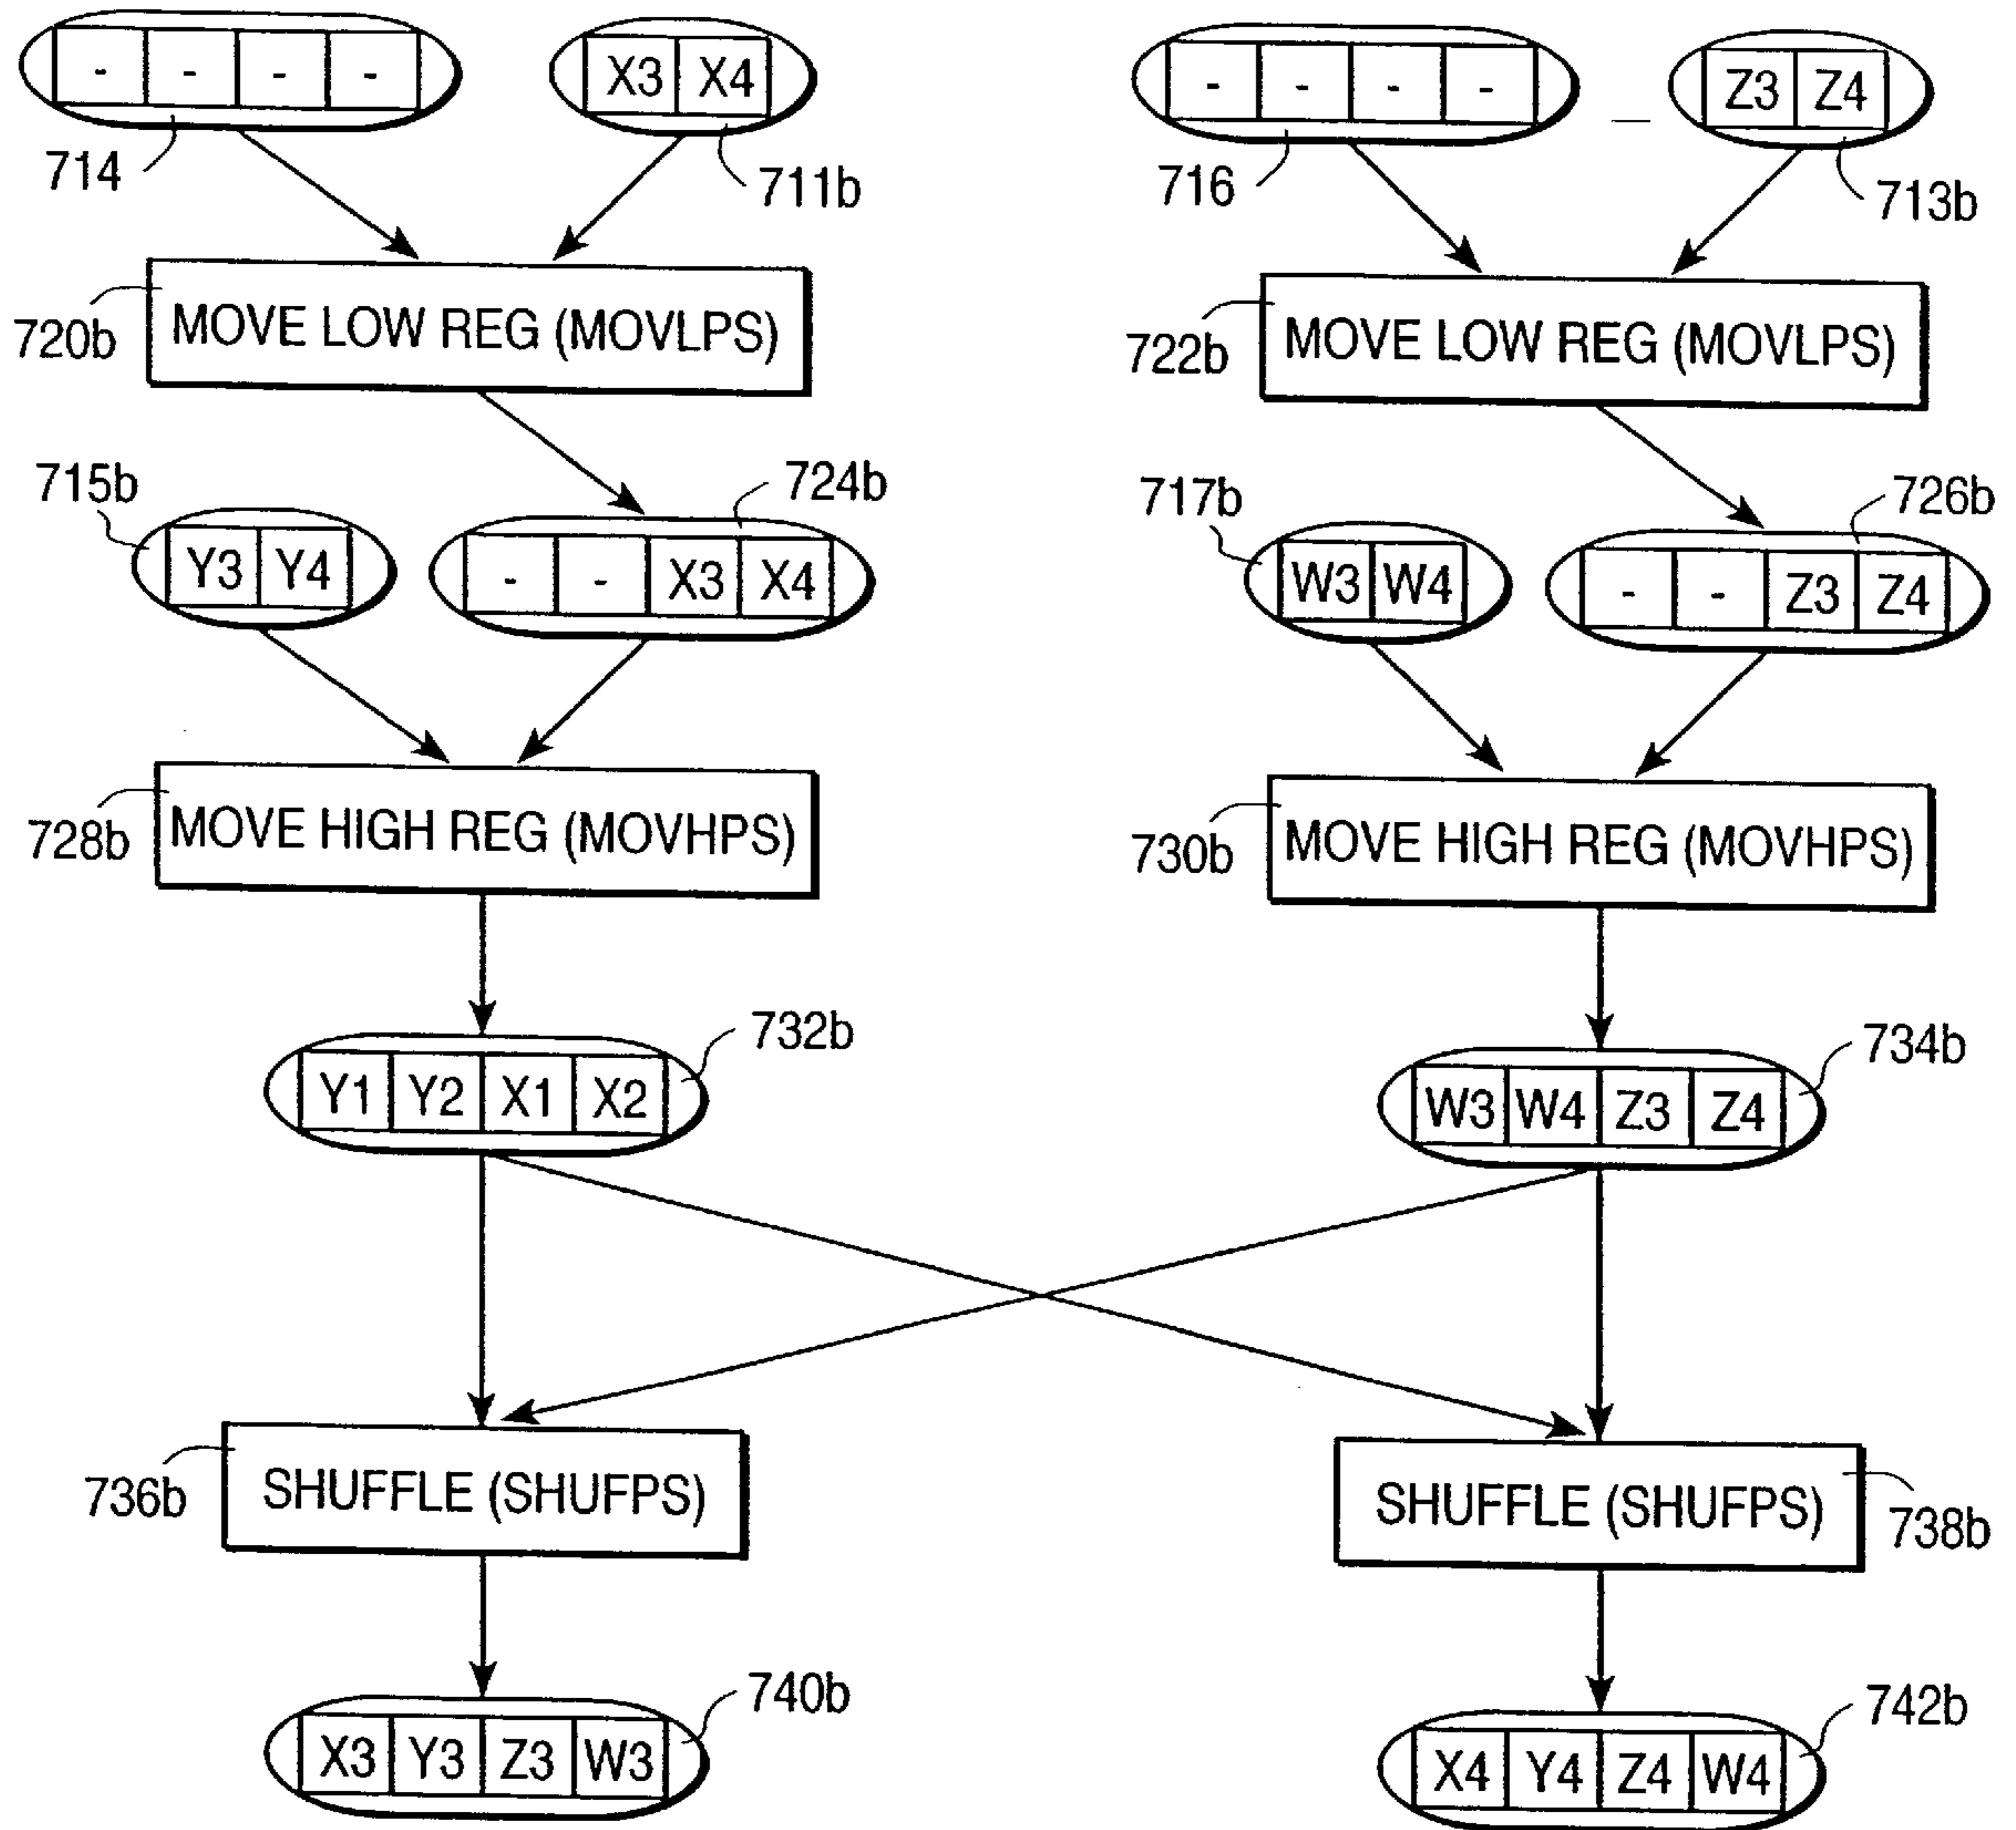 - - - -
X3 X4
- - - -
Z3 Z4
714
711b
716
713b
720b
MOVE LOW REG (MOVLPS)
722b
MOVE LOW REG (MOVLPS)
715b
724b
717b
726b
Y3 Y4
- - X3 X4
W3 W4
- - Z3 Z4
728b
MOVE HIGH REG (MOVHPS)
730b
MOVE HIGH REG (MOVHPS)
732b
734b
Y1 Y2 X1 X2
W3 W4 Z3 Z4
736b
SHUFFLE (SHUFPS)
SHUFFLE (SHUFPS)
738b
740b
742b
X3 Y3 Z3 W3
X4 Y4 Z4 W4